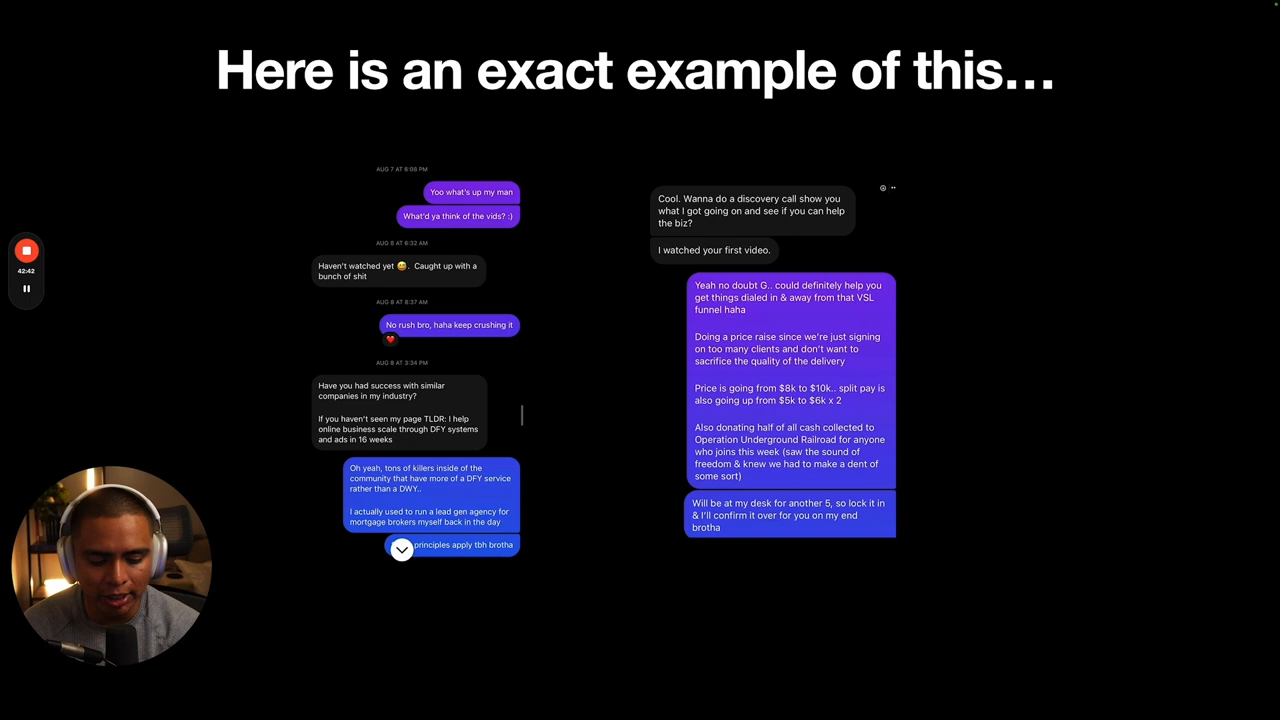 Here is an exact example of this…
42:42
AUG 7 AT 6:08 PM
Yoo what's up my man
What'd ya think of the vids? :)
AUG 8 AT 6:32 AM
Haven't watched yet 😅. Caught up with a
bunch of shit
AUG 8 AT 8:37 AM
No rush bro, haha keep crushing it
AUG 8 AT 3:34 PM
Have you had success with similar
companies in my industry?
If you haven't seen my page TLDR: I help
online business scale through DFY systems
and ads in 16 weeks
Oh yeah, tons of killers inside of the
community that have more of a DFY service
rather than a DWY..
I actually used to run a lead gen agency for
mortgage brokers myself back in the day
principles apply tbh brotha
Cool. Wanna do a discovery call show you
what I got going on and see if you can help
the biz?
I watched your first video.
Yeah no doubt G.. could definitely help you
get things dialed in & away from that VSL
funnel haha
Doing a price raise since we're just signing
on too many clients and don't want to
sacrifice the quality of the delivery
Price is going from $8k to $10k.. split pay is
also going up from $5k to $6k x 2
Also donating half of all cash collected to
Operation Underground Railroad for anyone
who joins this week (saw the sound of
freedom & knew we had to make a dent of
some sort)
Will be at my desk for another 5, so lock it in
& I'll confirm it over for you on my end
brotha